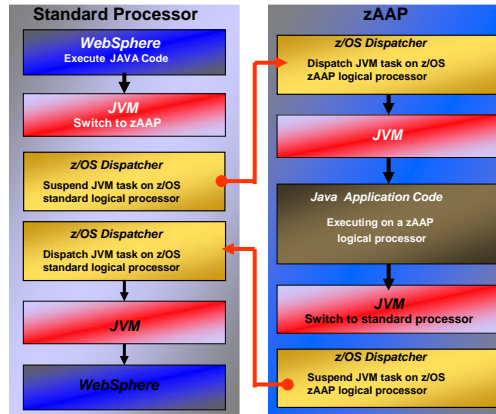 Standard Processor
WebSphere
Execute JAVA Code
JVM
Switch to zAAP
z/OS Dispatcher
Suspend JVM task on z/OS
standard logical processor
z/OS Dispatcher
Dispatch JVM task on z/OS
standard logical processor
JVM
WebSphere
zAAP
z/OS Dispatcher
Dispatch JVM task on z/OS
zAAP logical processor
JVM
Java Application Code
Executing on a zAAP
logical processor
JVM
Switch to standard processor
z/OS Dispatcher
Suspend JVM task on z/OS
zAAP logical processor